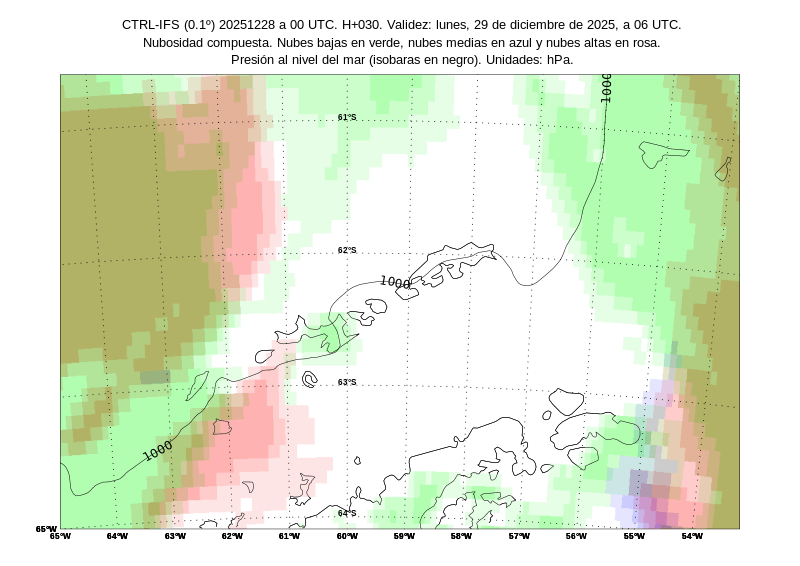 CTRL-IFS (0.1º) 20251228 a 00 UTC. H+030. Validez: lunes, 29 de diciembre de 2025, a 06 UTC.
Nubosidad compuesta. Nubes bajas en verde, nubes medias en azul y nubes altas en rosa.
Presión al nivel del mar (isobaras en negro). Unidades: hPa.
1000
61°S
62°S
1000
63°S
1000
64°S
65°W
65°W 64°W 63°W 62°W 61°W 60°W 59°W 58°W 57°W 56°W 55°W 54°W